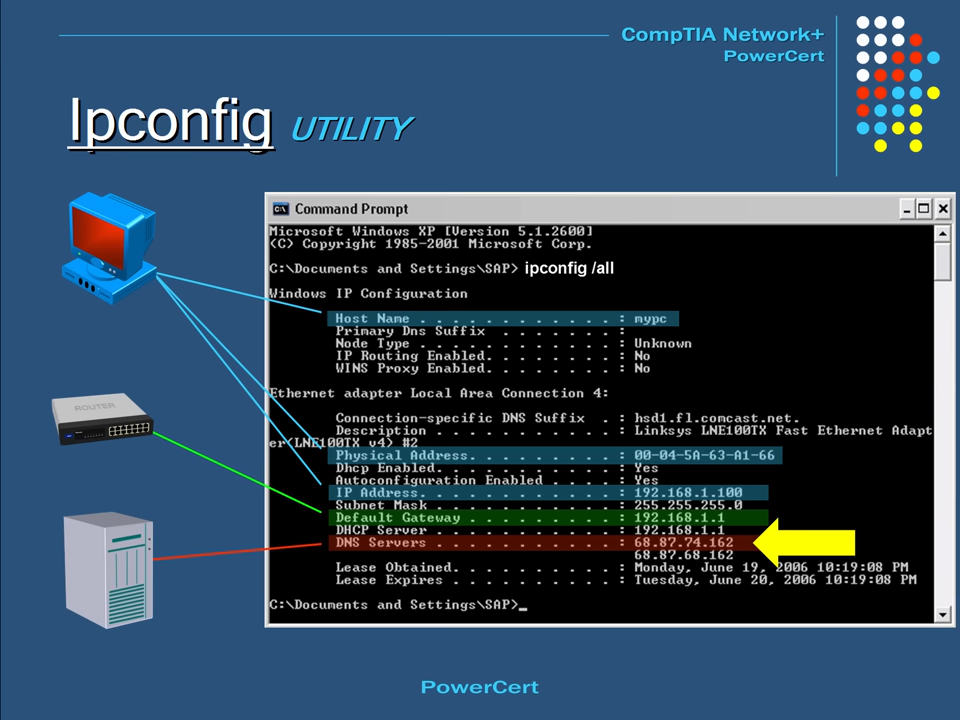 CompTIA Network+
PowerCert
Ipconfig UTILITY
Command Prompt
Microsoft Windows XP [Version 5.1.2600]
(C) Copyright 1985-2001 Microsoft Corp.
C:\Documents and Settings\SAP> ipconfig /all
Windows IP Configuration
Host Name . . . . . . . . . . . . : mypc
Primary Dns Suffix . . . . . . . :
Node Type . . . . . . . . . . . . : Unknown
IP Routing Enabled. . . . . . . . : No
WINS Proxy Enabled. . . . . . . . : No
Ethernet adapter Local Area Connection 4:
Connection-specific DNS Suffix . : hsd1.fl.comcast.net.
Description . . . . . . . . . . . : Linksys LNE100TX Fast Ethernet Adapt
er(LNE100TX v4) #2
Physical Address. . . . . . . . . : 00-04-5A-63-A1-66
Dhcp Enabled. . . . . . . . . . . : Yes
Autoconfiguration Enabled . . . . : Yes
IP Address. . . . . . . . . . . . : 192.168.1.100
Subnet Mask . . . . . . . . . . . : 255.255.255.0
Default Gateway . . . . . . . . . : 192.168.1.1
DHCP Server . . . . . . . . . . . : 192.168.1.1
DNS Servers . . . . . . . . . . . : 68.87.74.162
68.87.68.162
Lease Obtained. . . . . . . . . . : Monday, June 19, 2006 10:19:08 PM
Lease Expires . . . . . . . . . . : Tuesday, June 20, 2006 10:19:08 PM
C:\Documents and Settings\SAP>_
ROUTER
PowerCert